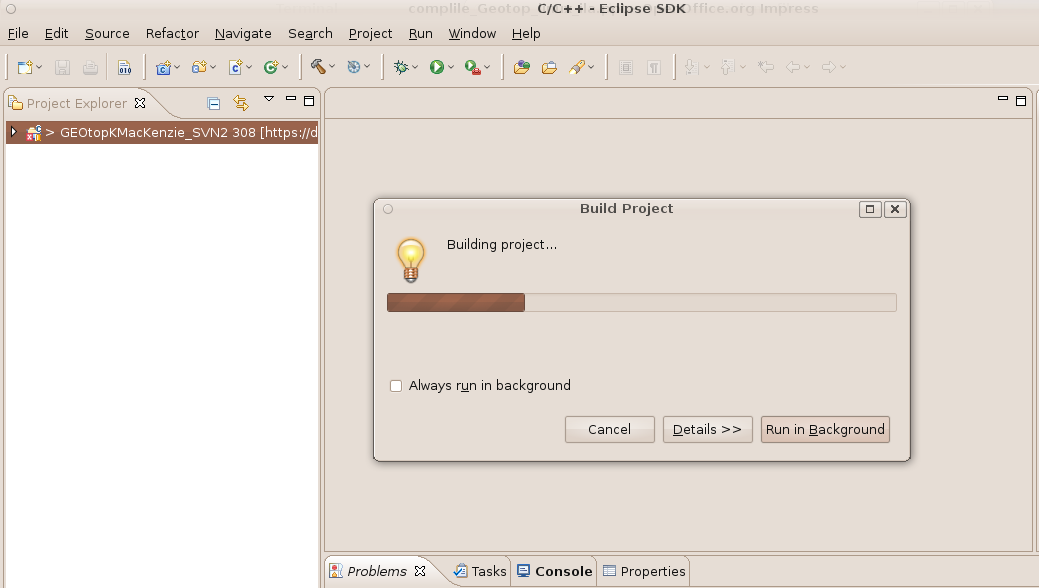 complile_Geotop
Office.org Impress
C/C++ - Eclipse SDK
File Edit Source Refactor Navigate Search Project Run Window Help
010
Project Explorer
> GEOtopKMacKenzie_SVN2 308 [https://d
Build Project
Building project...
Always run in background
Cancel Details >> Run in Background
Problems Tasks Console Properties